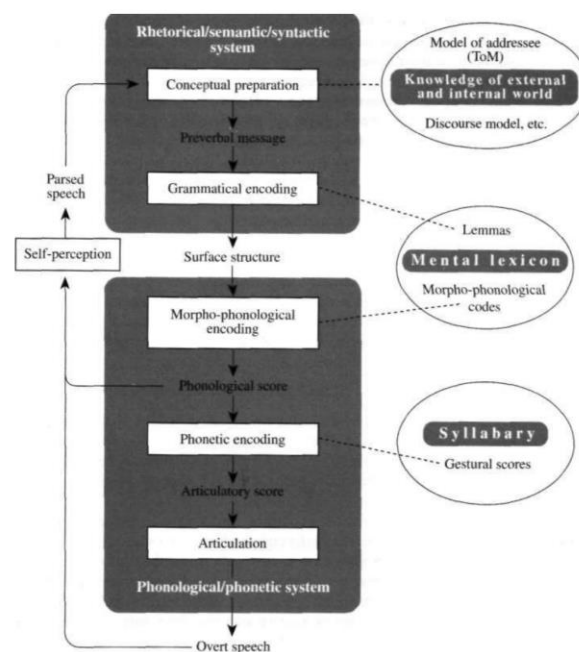 Rhetorical/semantic/syntactic
system
Conceptual preparation
Preverbal message
Grammatical encoding
Model of addressee
(ToM)
Knowledge of external
and internal world
Discourse model, etc.
Parsed
speech
Self-perception
Surface structure
Lemmas
Mental lexicon
Morpho-phonological
codes
Morpho-phonological
encoding
Phonological score
Phonetic encoding
Articulatory score
Articulation
Phonological/phonetic system
Syllabary
Gestural scores
Overt speech